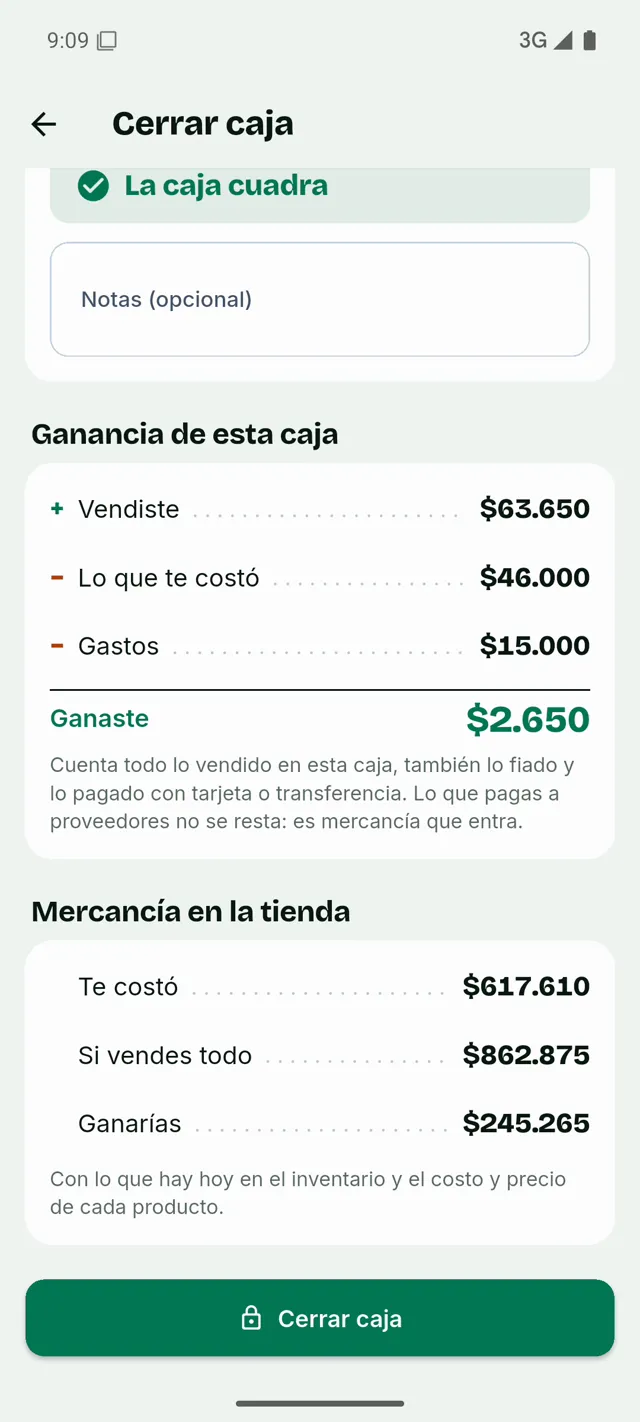 9:09
3G
Cerrar caja
La caja cuadra
Notas (opcional)
Ganancia de esta caja
+ Vendiste . . . . . . . . . . . . . . . . . . . . . . $63.650
− Lo que te costó . . . . . . . . . . . . . . . . $46.000
− Gastos . . . . . . . . . . . . . . . . . . . . . . . . $15.000
Ganaste $2.650
Cuenta todo lo vendido en esta caja, también lo fiado y
lo pagado con tarjeta o transferencia. Lo que pagas a
proveedores no se resta: es mercancía que entra.
Mercancía en la tienda
Te costó . . . . . . . . . . . . . . . . . . . . . $617.610
Si vendes todo . . . . . . . . . . . . . . . $862.875
Ganarías . . . . . . . . . . . . . . . . . . . . . $245.265
Con lo que hay hoy en el inventario y el costo y precio
de cada producto.
Cerrar caja